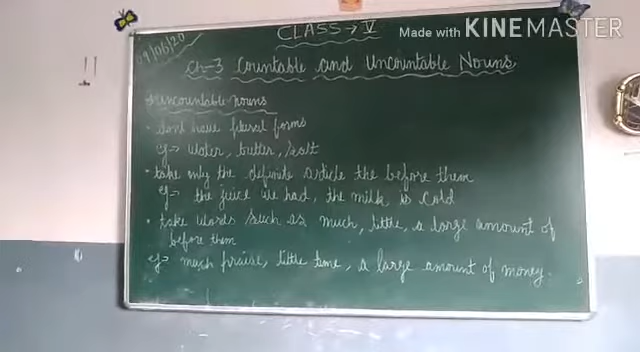 CLASS → V
Made with KINEMASTER
09/06/20
Ch-3 Countable and Uncountable Nouns
Uncountable nouns
• dont have plural forms
eg → water, butter, salt
• take only the definite article the before them
eg → the juice we had, the milk is cold
• take words such as much, little, a large amount of
before them
eg → much praise, little time, a large amount of money.